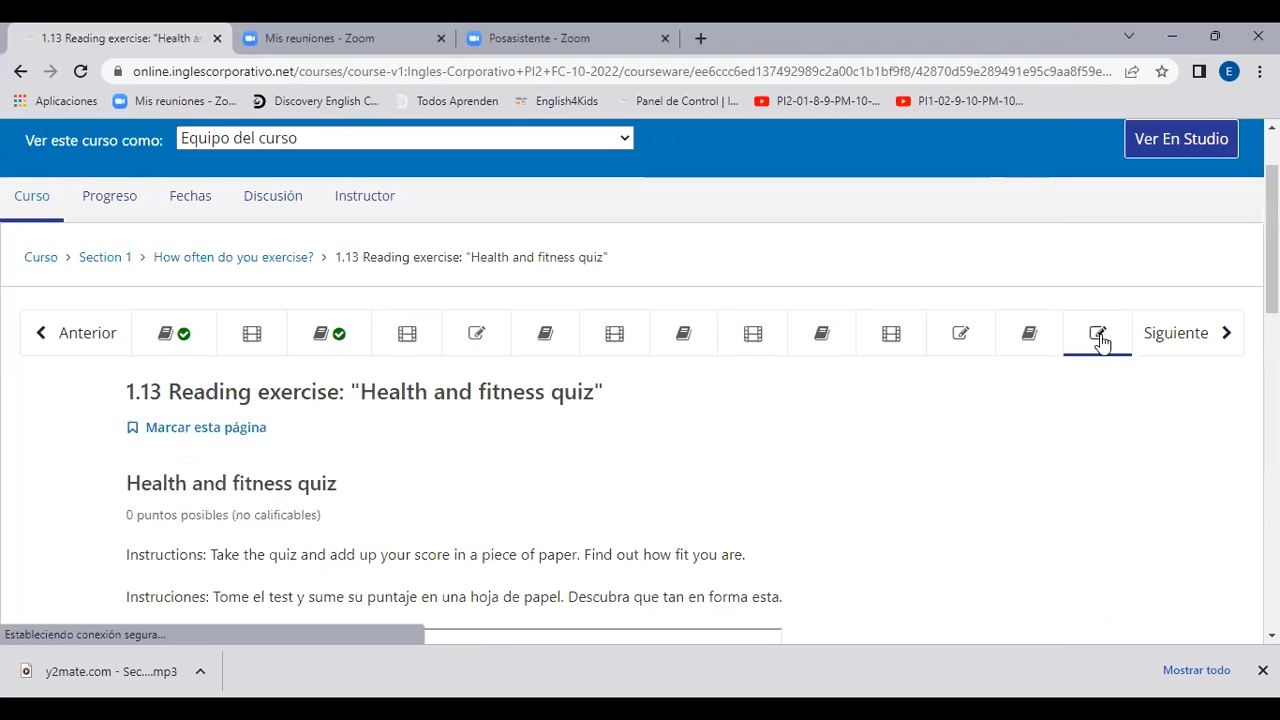 1.13 Reading exercise: "Health ar
Mis reuniones - Zoom
Posasistente - Zoom
online.inglescorporativo.net/courses/course-v1:Ingles-Corporativo+PI2+FC-10-2022/courseware/ee6ccc6ed137492989c2a00c1b1bf9f8/42870d59e289491e95c9aa8f59e...
E
Aplicaciones
Mis reuniones - Zo...
Discovery English C...
Todos Aprenden
English4Kids
Panel de Control | I...
PI2-01-8-9-PM-10-...
PI1-02-9-10-PM-10...
Ver este curso como:
Equipo del curso
Ver En Studio
Curso
Progreso
Fechas
Discusión
Instructor
Curso > Section 1 > How often do you exercise? > 1.13 Reading exercise: "Health and fitness quiz"
Anterior
Siguiente
1.13 Reading exercise: "Health and fitness quiz"
Marcar esta página
Health and fitness quiz
0 puntos posibles (no calificables)
Instructions: Take the quiz and add up your score in a piece of paper. Find out how fit you are.
Instruciones: Tome el test y sume su puntaje en una hoja de papel. Descubra que tan en forma esta.
Estableciendo conexión segura...
y2mate.com - Sec....mp3
Mostrar todo